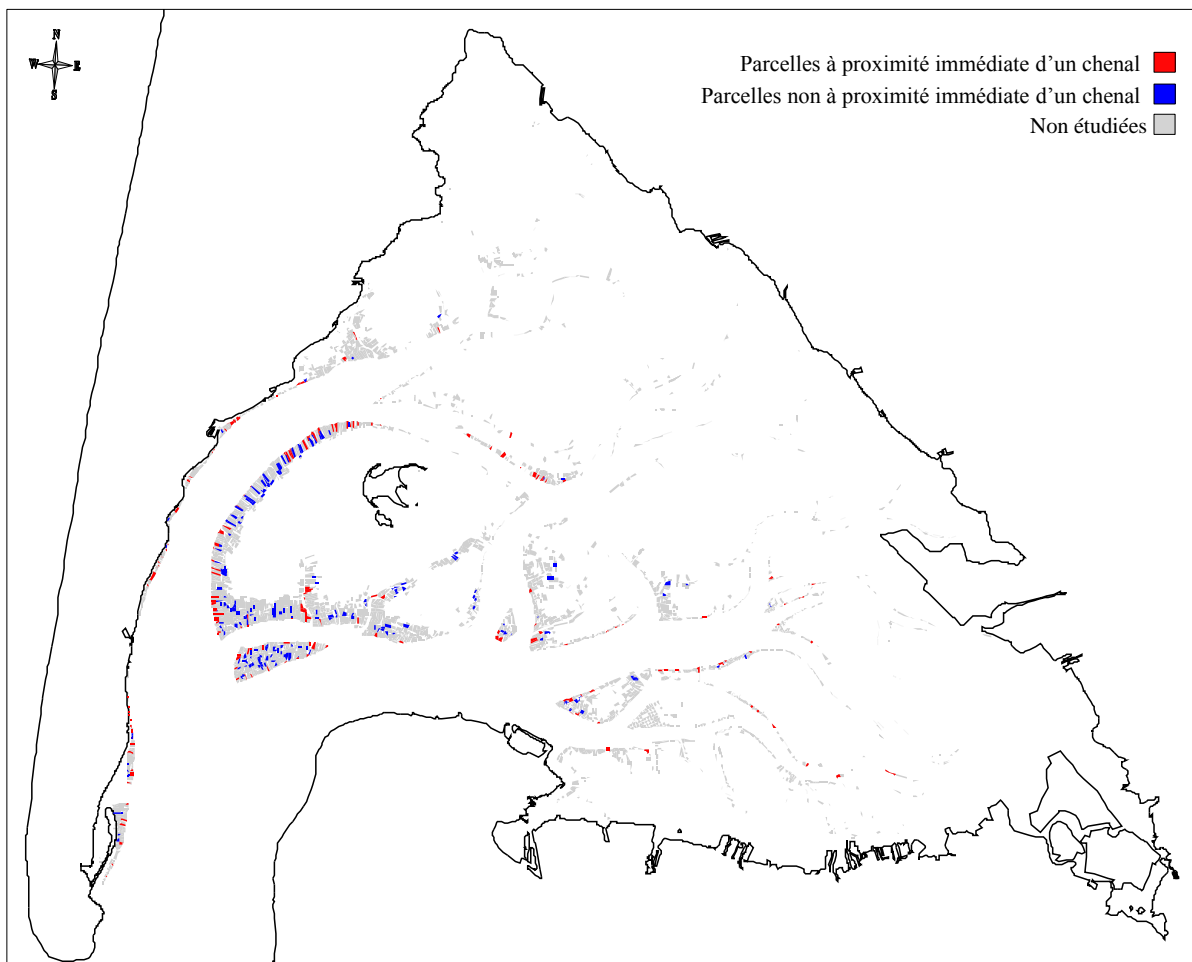 N
W E
S
Parcelles à proximité immédiate d'un chenal
Parcelles non à proximité immédiate d'un chenal
Non étudiées